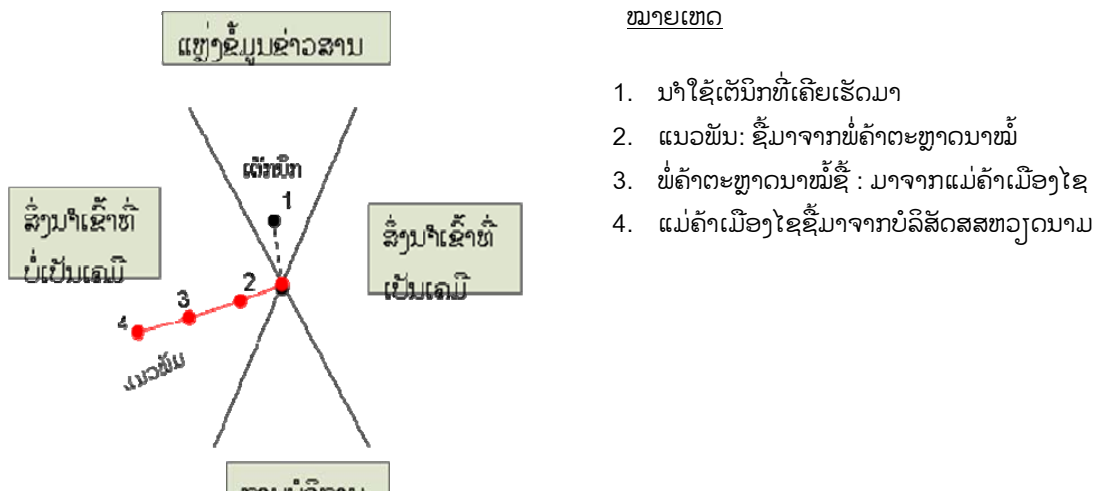 ແຫຼ່ງຂໍ້ມູນຂ່າວສານ
ເຕັກນິກ
1
ສິ່ງນຳເຂົ້າທີ່
ບໍ່ເປັນເຄມີ
ສິ່ງນຳເຂົ້າທີ່
ເປັນເຄມີ
2
3
4
ແນວພັນ
ໝາຍເຫດ
1. ນຳໃຊ້ເຕັນິກທີ່ເຄີຍເຮັດມາ
2. ແນວພັນ: ຊື້ມາຈາກພໍ່ຄ້າຕະຫຼາດນາໝໍ້
3. ພໍ່ຄ້າຕະຫຼາດນາໝໍ້ຊື້ : ມາຈາກແມ່ຄ້າເມືອງໄຊ
4. ແມ່ຄ້າເມືອງໄຊຊື້ມາຈາກບໍລິສັດສສຫວຽດນາມ